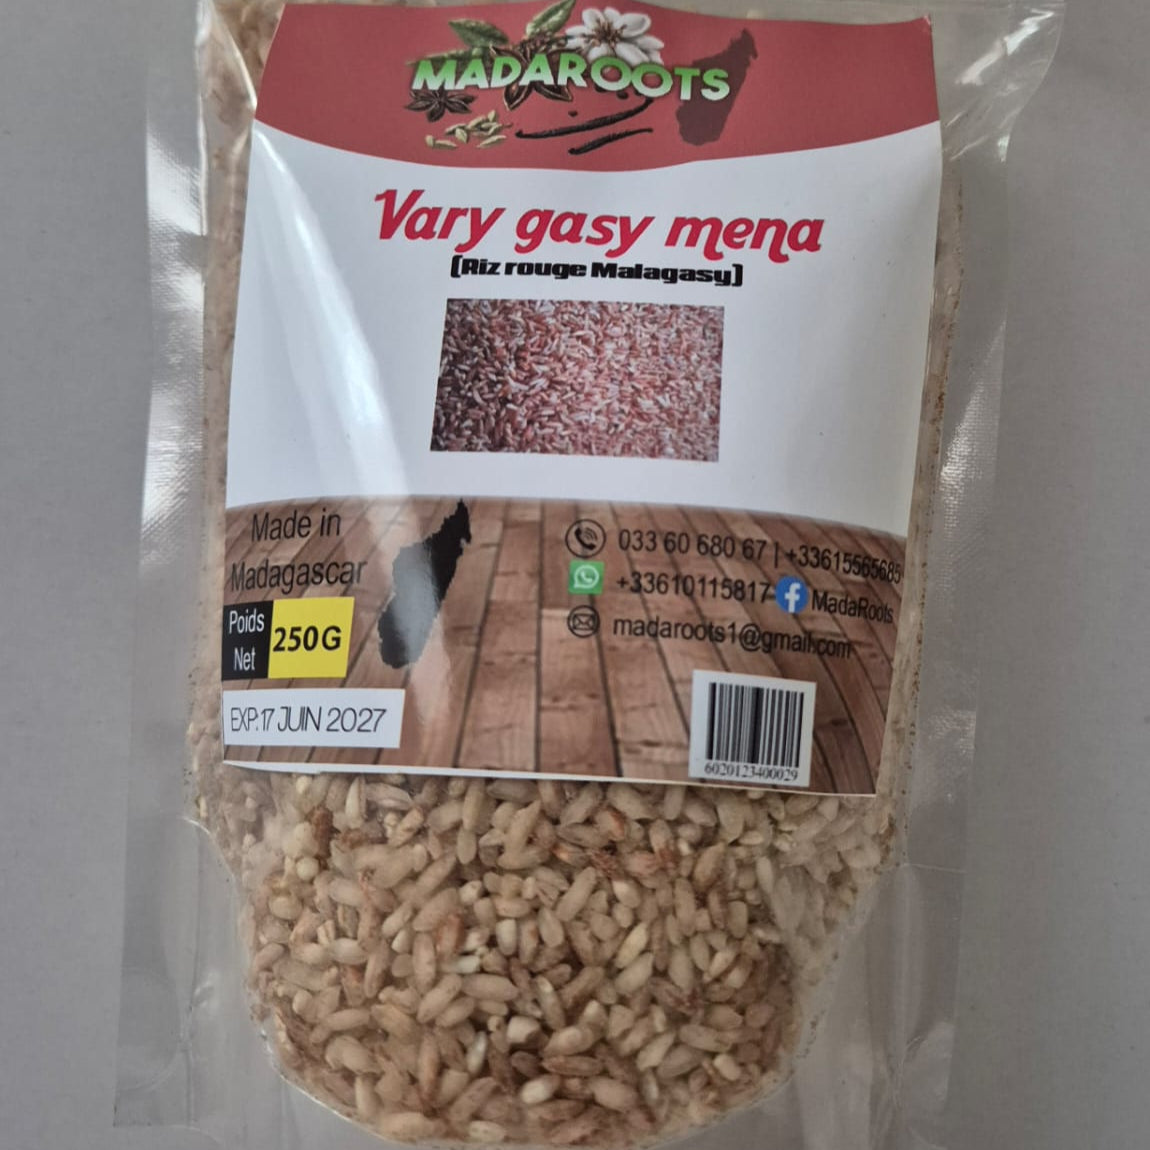 MADAROOTS
Vary gasy mena
(Riz rouge Malagasy)
Made in
Madagascar
Poids
Net
250G
EXP: 17 JUIN 2027
033 60 680 67 | +33615565685
+33610115817 MadaRoots
madaroots1@gmail.com
6020123400029